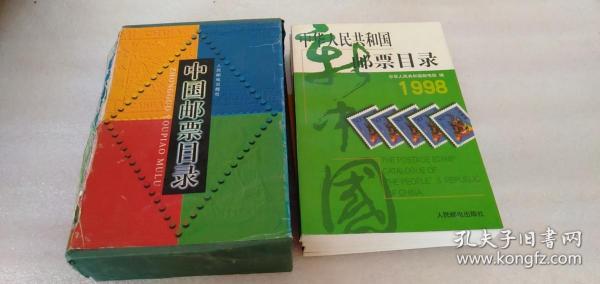 人民邮电出版社
中国邮票目录
ZHONGGUO YOUPIAO MULU
中华人民共和国
邮票目录
中华人民共和国邮电部 编
1998
新中国
THE POSTAGE STAMP
CATALOGUE OF
THE PEOPLE'S REPUBLIC
OF CHINA
人民邮电出版社
孔夫子旧书网